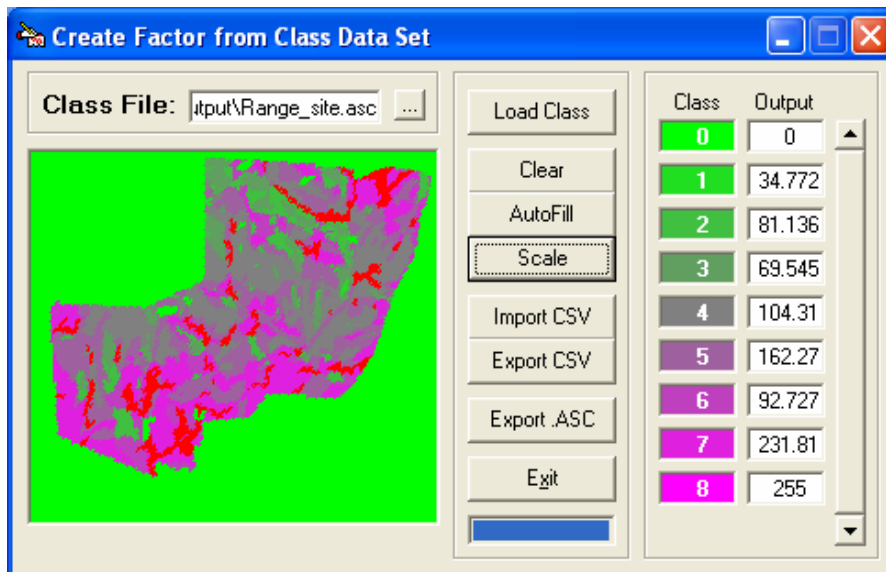 Create Factor from Class Data Set
Class File: utput\Range_site.asc ...
Load Class
Clear
AutoFill
Scale
Import CSV
Export CSV
Export .ASC
Exit
Class Output
0 0
1 34.772
2 81.136
3 69.545
4 104.31
5 162.27
6 92.727
7 231.81
8 255